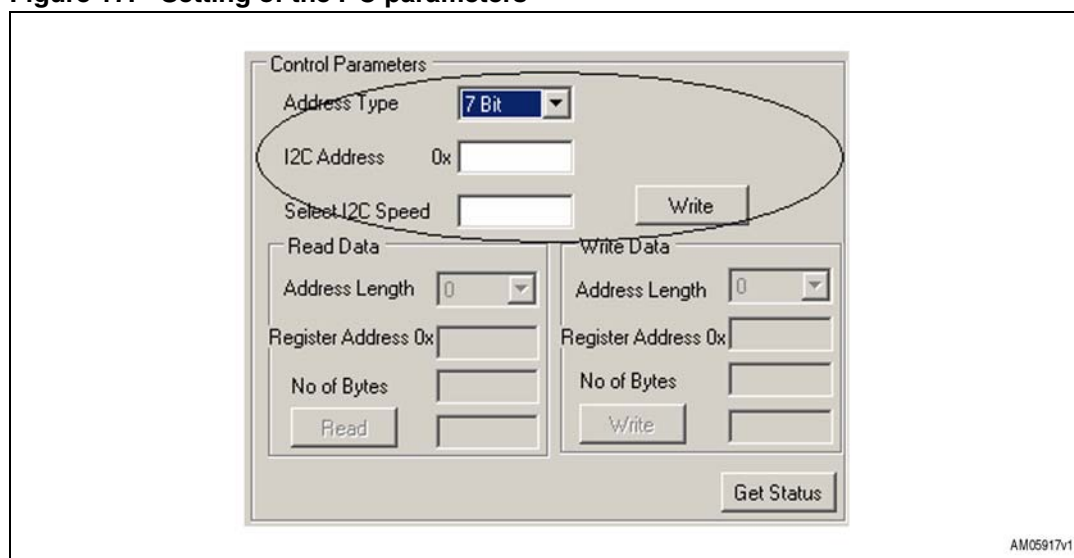 Control Parameters
Address Type 7 Bit
I2C Address 0x
Select I2C Speed Write
Read Data
Address Length 0
Register Address 0x
No of Bytes
Read
Write Data
Address Length 0
Register Address 0x
No of Bytes
Write
Get Status
AM05917v1